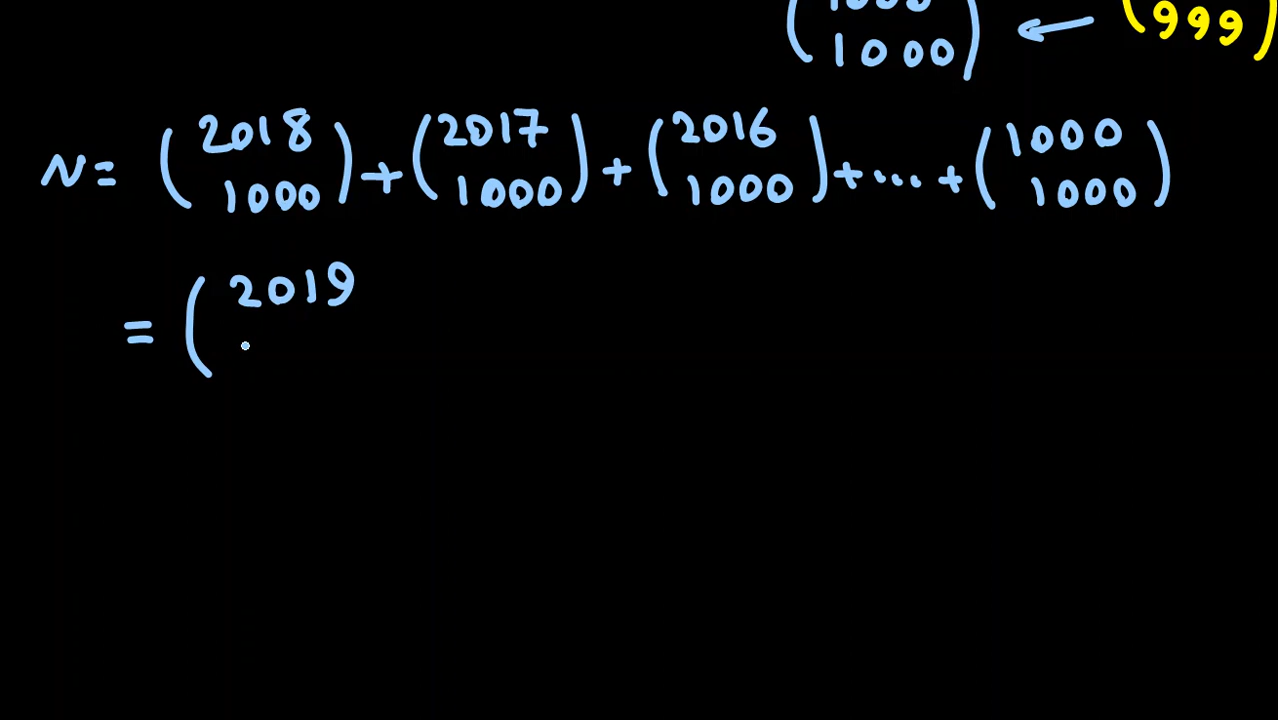 (1000 1000) ← (999)
N= (2018 1000) + (2017 1000) + (2016 1000) + ... + (1000 1000)
= (2019